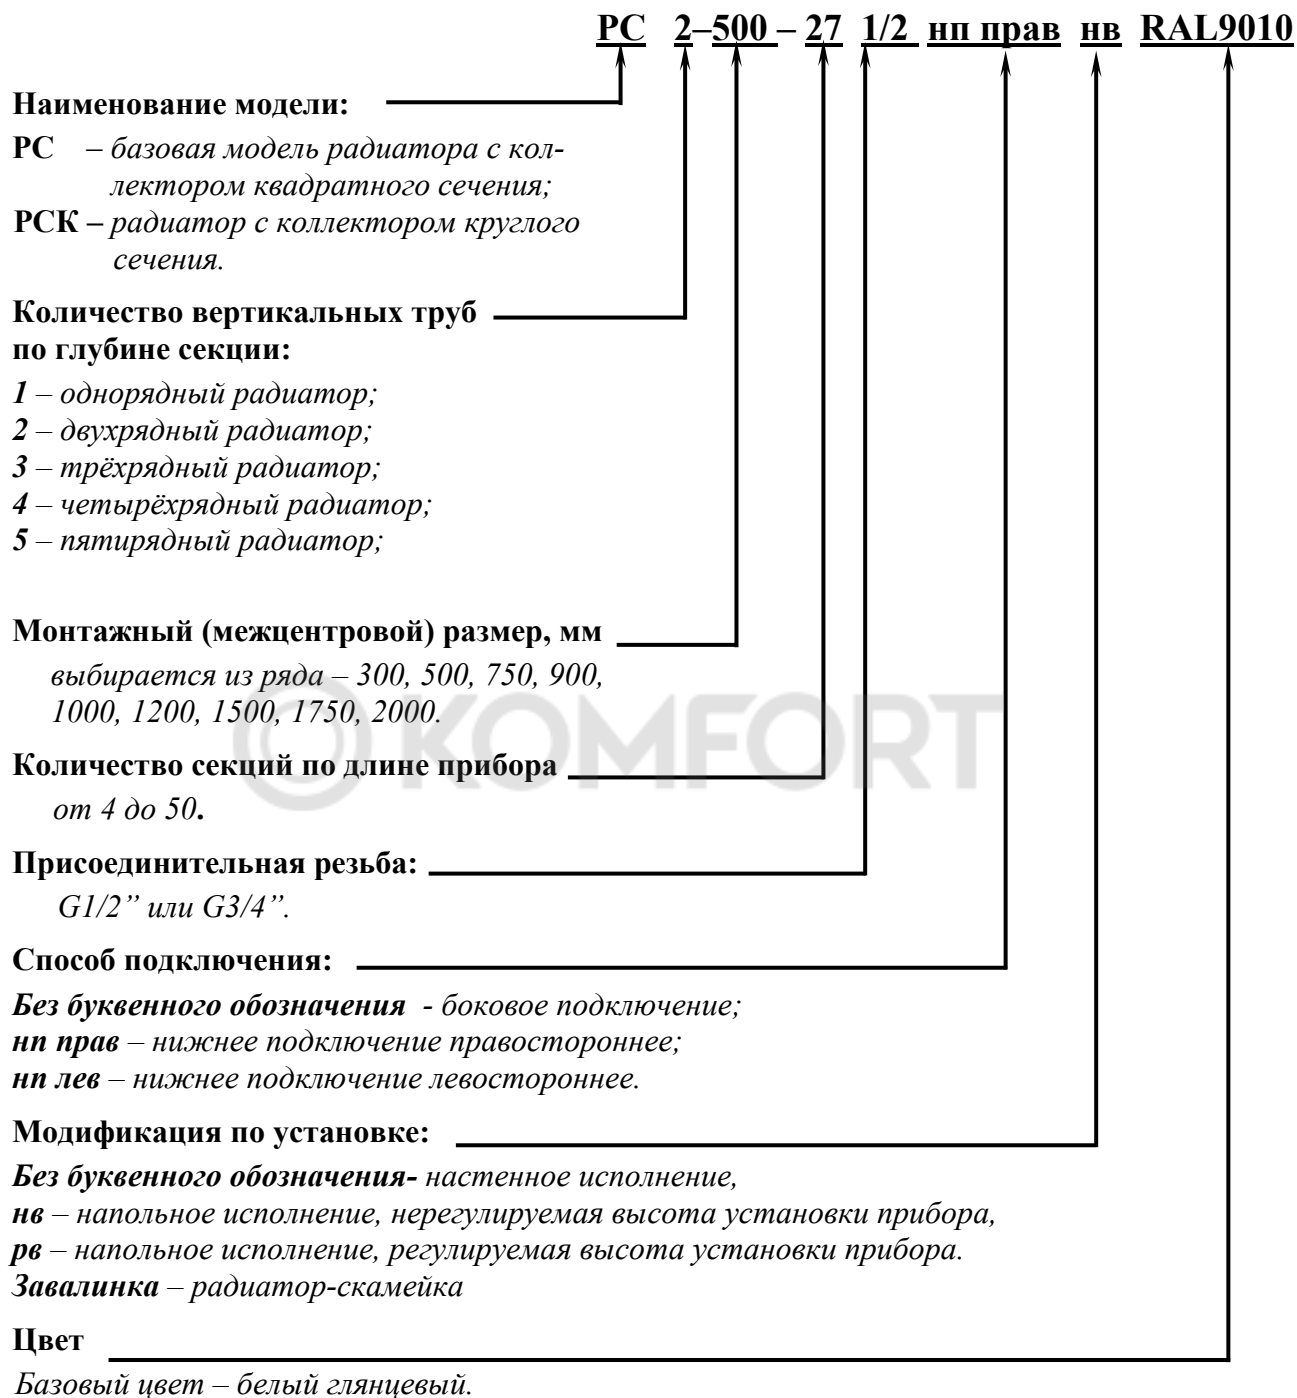 РС 2–500 – 27 1/2 нп прав нв RAL9010
Наименование модели:
РС – базовая модель радиатора с кол-
лектором квадратного сечения;
РСК – радиатор с коллектором круглого
сечения.
Количество вертикальных труб
по глубине секции:
1 – однорядный радиатор;
2 – двухрядный радиатор;
3 – трёхрядный радиатор;
4 – четырёхрядный радиатор;
5 – пятирядный радиатор;
Монтажный (межцентровой) размер, мм
выбирается из ряда – 300, 500, 750, 900,
1000, 1200, 1500, 1750, 2000.
KOMFORT
Количество секций по длине прибора
от 4 до 50.
Присоединительная резьба:
G1/2” или G3/4”.
Способ подключения:
Без буквенного обозначения - боковое подключение;
нп прав – нижнее подключение правостороннее;
нп лев – нижнее подключение левостороннее.
Модификация по установке:
Без буквенного обозначения- настенное исполнение,
нв – напольное исполнение, нерегулируемая высота установки прибора,
рв – напольное исполнение, регулируемая высота установки прибора.
Завалинка – радиатор-скамейка
Цвет
Базовый цвет – белый глянцевый.